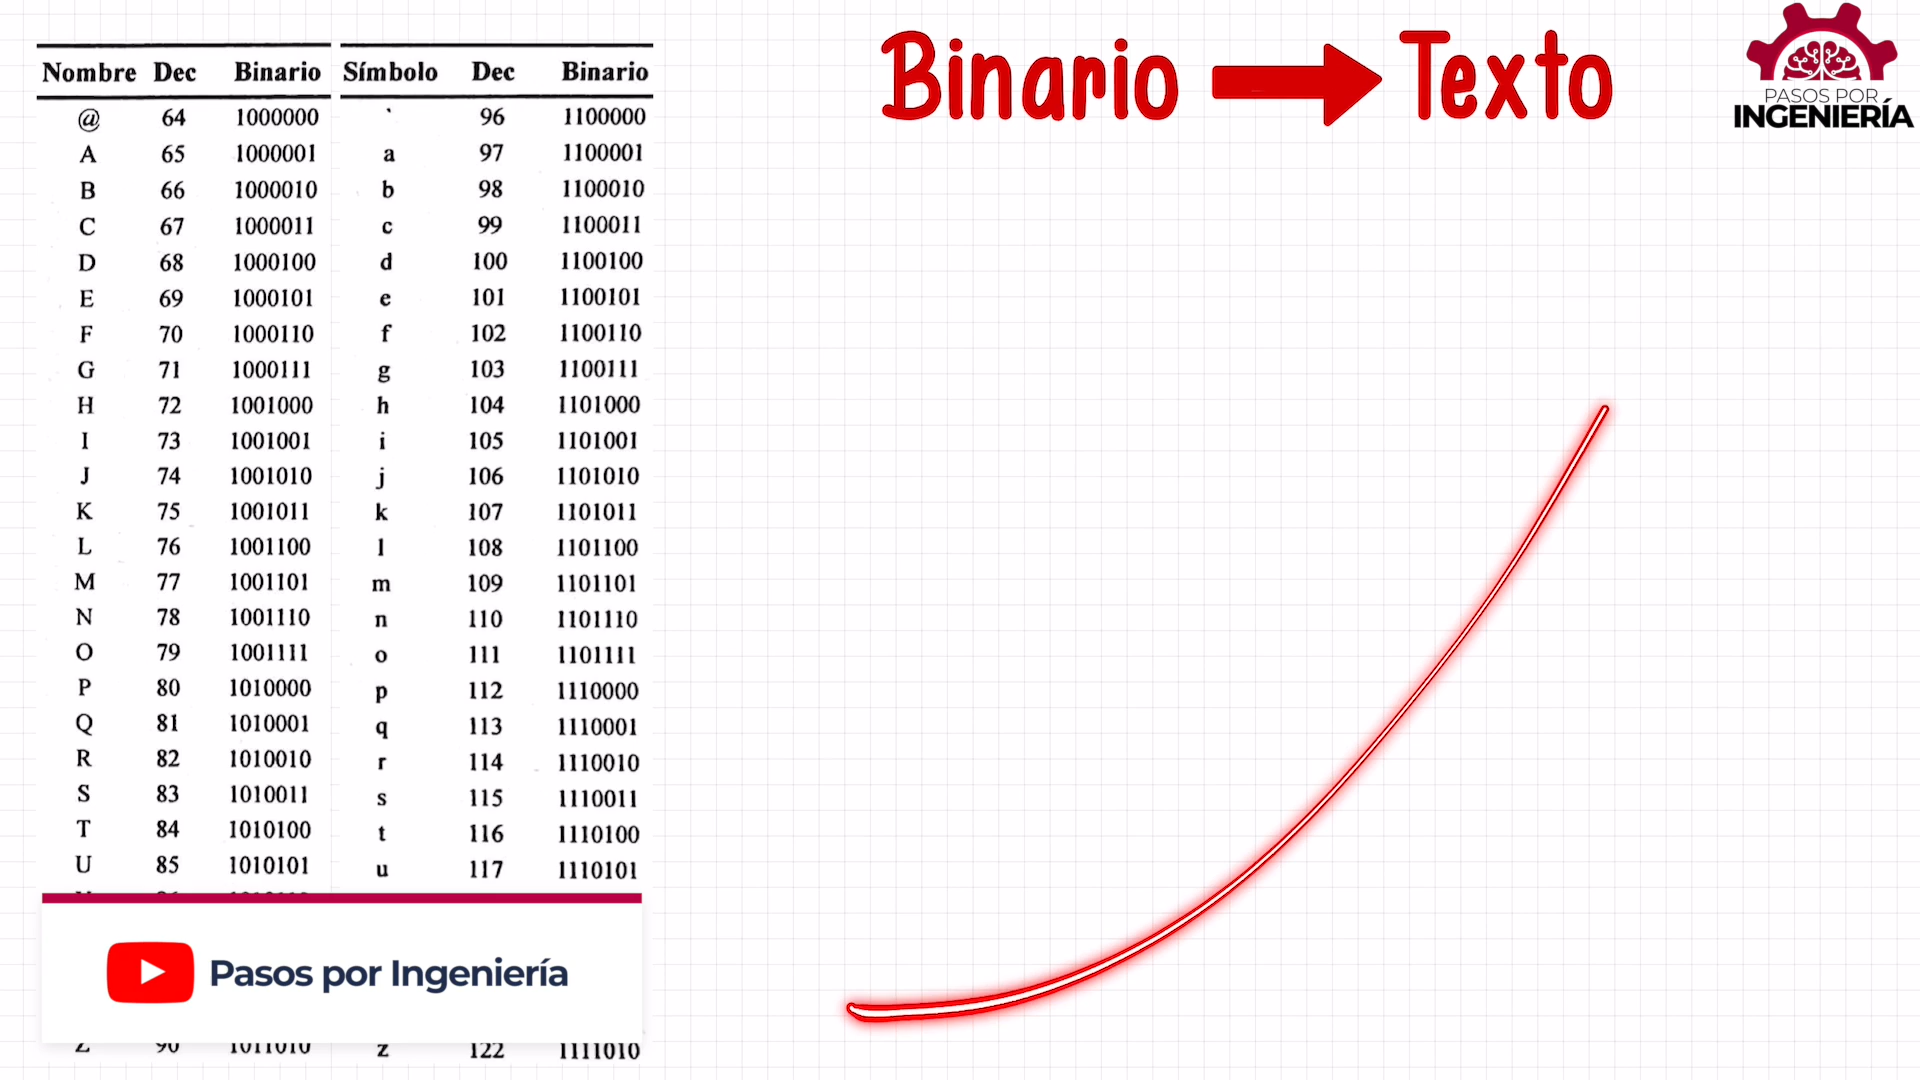 Binario → Texto
PASOS POR
INGENIERÍA
Nombre Dec Binario Símbolo Dec Binario
@ 64 1000000 ` 96 1100000
A 65 1000001 a 97 1100001
B 66 1000010 b 98 1100010
C 67 1000011 c 99 1100011
D 68 1000100 d 100 1100100
E 69 1000101 e 101 1100101
F 70 1000110 f 102 1100110
G 71 1000111 g 103 1100111
H 72 1001000 h 104 1101000
I 73 1001001 i 105 1101001
J 74 1001010 j 106 1101010
K 75 1001011 k 107 1101011
L 76 1001100 l 108 1101100
M 77 1001101 m 109 1101101
N 78 1001110 n 110 1101110
O 79 1001111 o 111 1101111
P 80 1010000 p 112 1110000
Q 81 1010001 q 113 1110001
R 82 1010010 r 114 1110010
S 83 1010011 s 115 1110011
T 84 1010100 t 116 1110100
U 85 1010101 u 117 1110101
Pasos por Ingeniería
Z 90 1011010 z 122 1111010